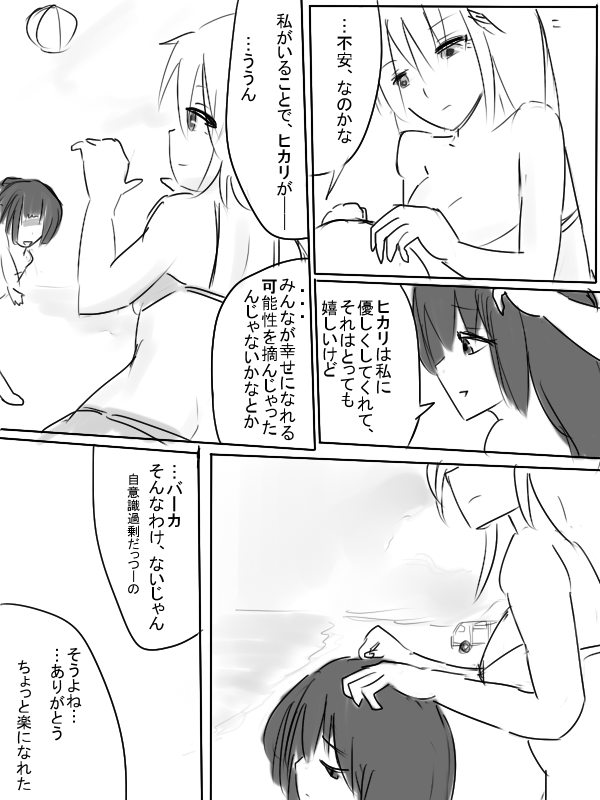 …不安、なのかな
ヒカリは私に
優しくしてくれて、
それはとっても
嬉しいけど
私がいることで、ヒカリが――
…ううん
みんなが幸せになれる
可能性を摘んじゃった
んじゃないかなとか
…バーカ
そんなわけ、ないじゃん
自意識過剰だっつーの
そうよね…
…ありがとう
ちょっと楽になれた